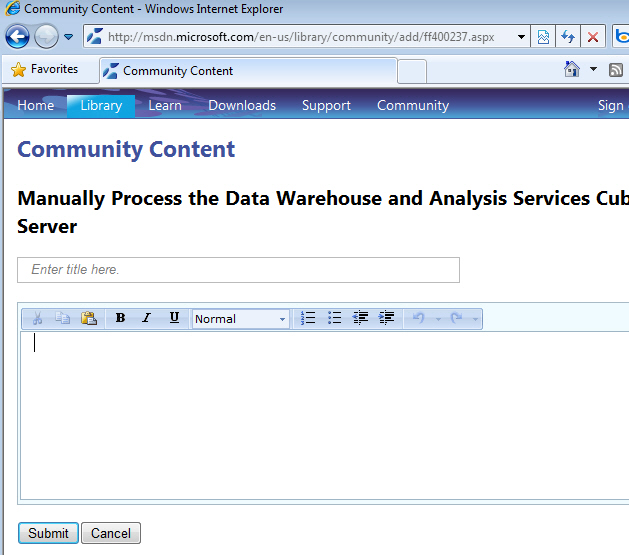 Community Content - Windows Internet Explorer
http://msdn.microsoft.com/en-us/library/community/add/ff400237.aspx
Favorites Community Content
Home Library Learn Downloads Support Community Sign
Community Content
Manually Process the Data Warehouse and Analysis Services Cub
Server
Enter title here.
B I U Normal
Submit Cancel